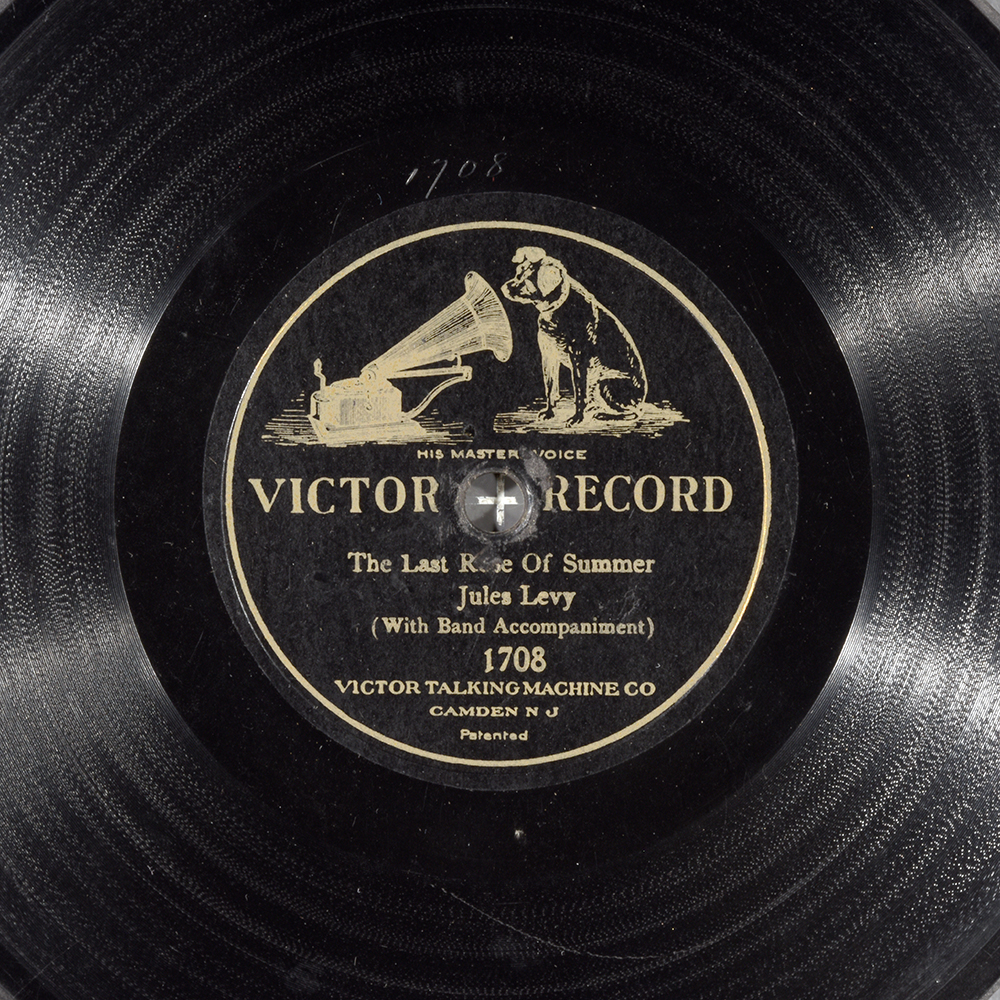 1708
HIS MASTER VOICE
VICTOR RECORD
The Last Rose Of Summer
Jules Levy
(With Band Accompaniment)
1708
VICTOR TALKING MACHINE CO
CAMDEN N J
Patented